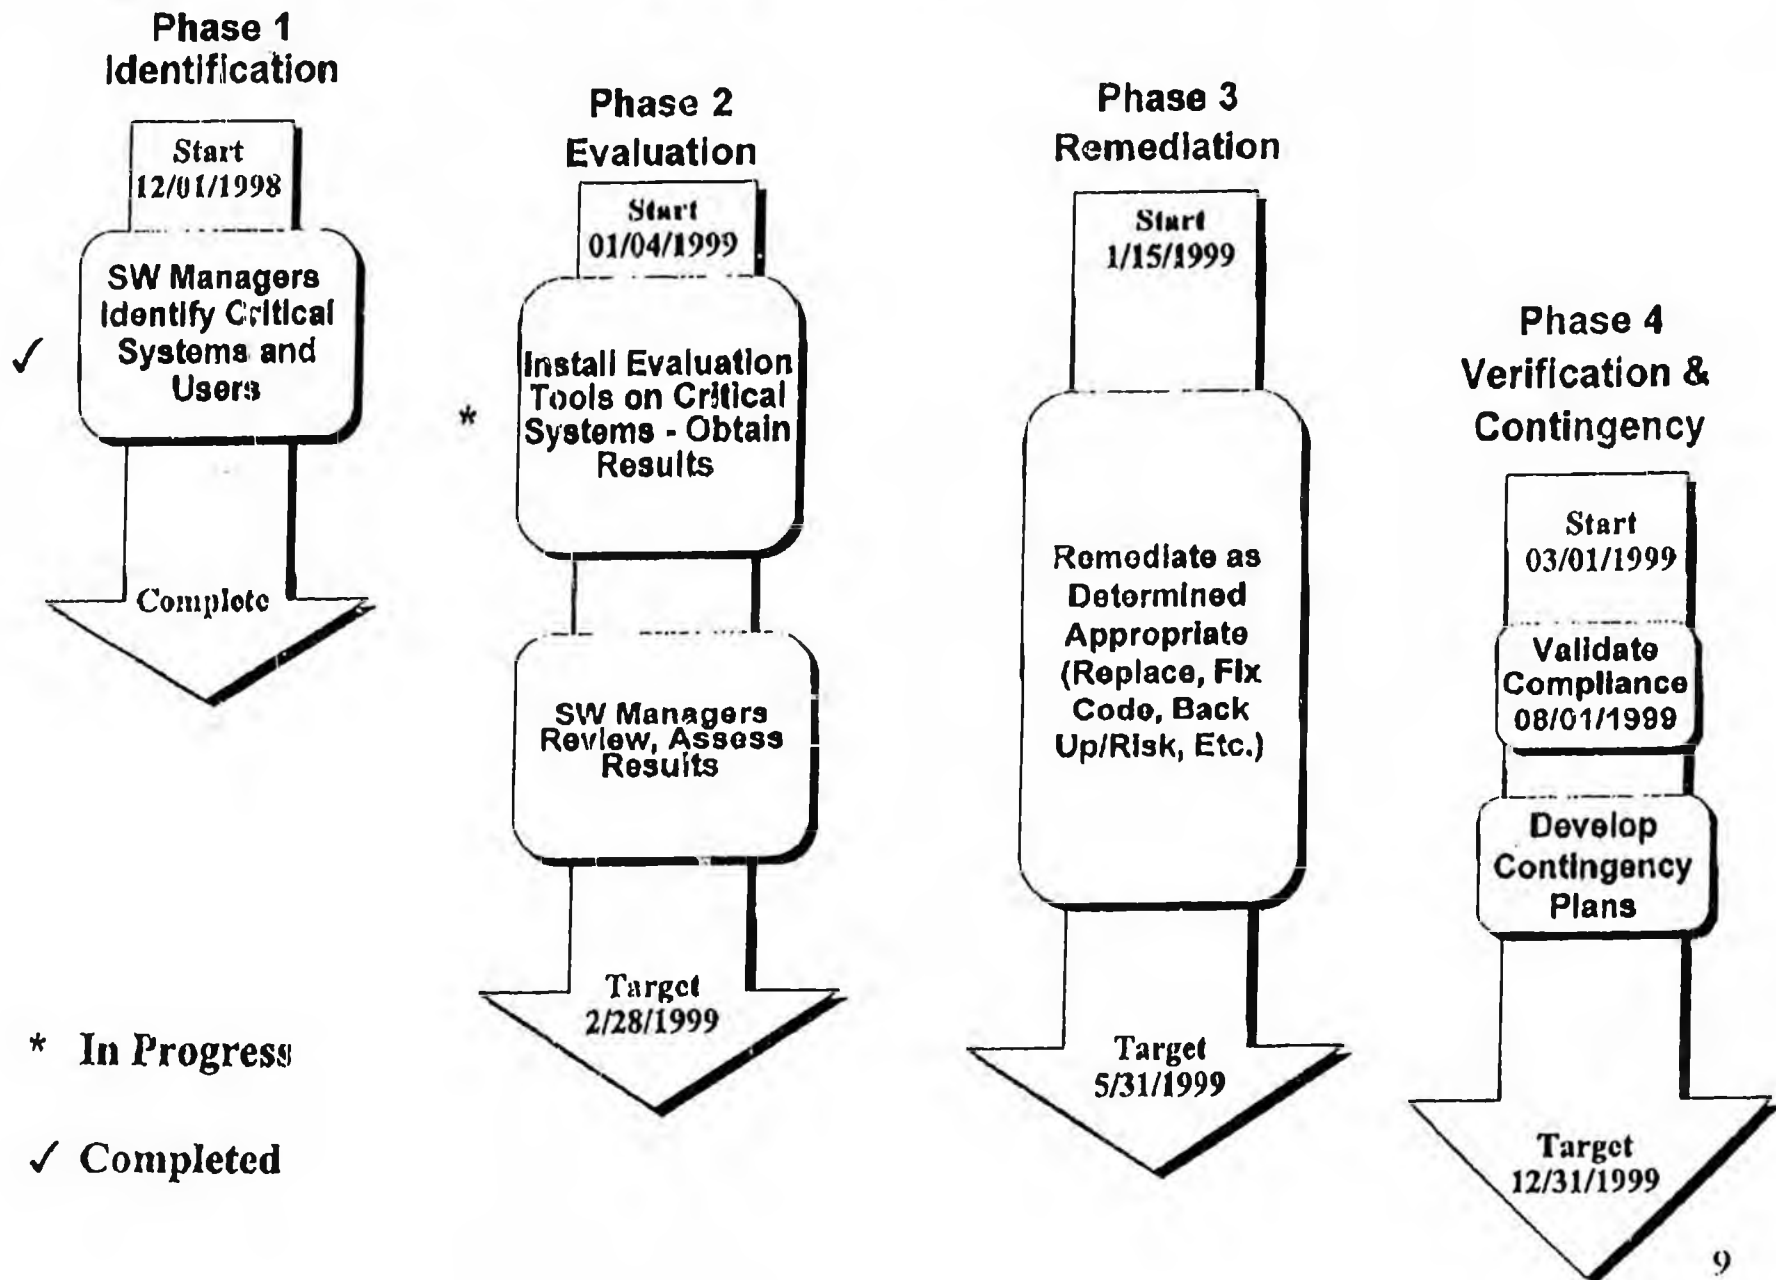 Phase 1
Identification
Start
12/01/1998
SW Managers
Identify Critical
Systems and
Users
✓
Complete
Phase 2
Evaluation
Start
01/04/1999
Install Evaluation
Tools on Critical
Systems - Obtain
Results
*
SW Managers
Review, Assess
Results
Target
2/28/1999
Phase 3
Remediation
Start
1/15/1999
Remediate as
Determined
Appropriate
(Replace, Fix
Code, Back
Up/Risk, Etc.)
Target
5/31/1999
Phase 4
Verification &
Contingency
Start
03/01/1999
Validate
Compliance
08/01/1999
Develop
Contingency
Plans
Target
12/31/1999
* In Progress
✓ Completed
9